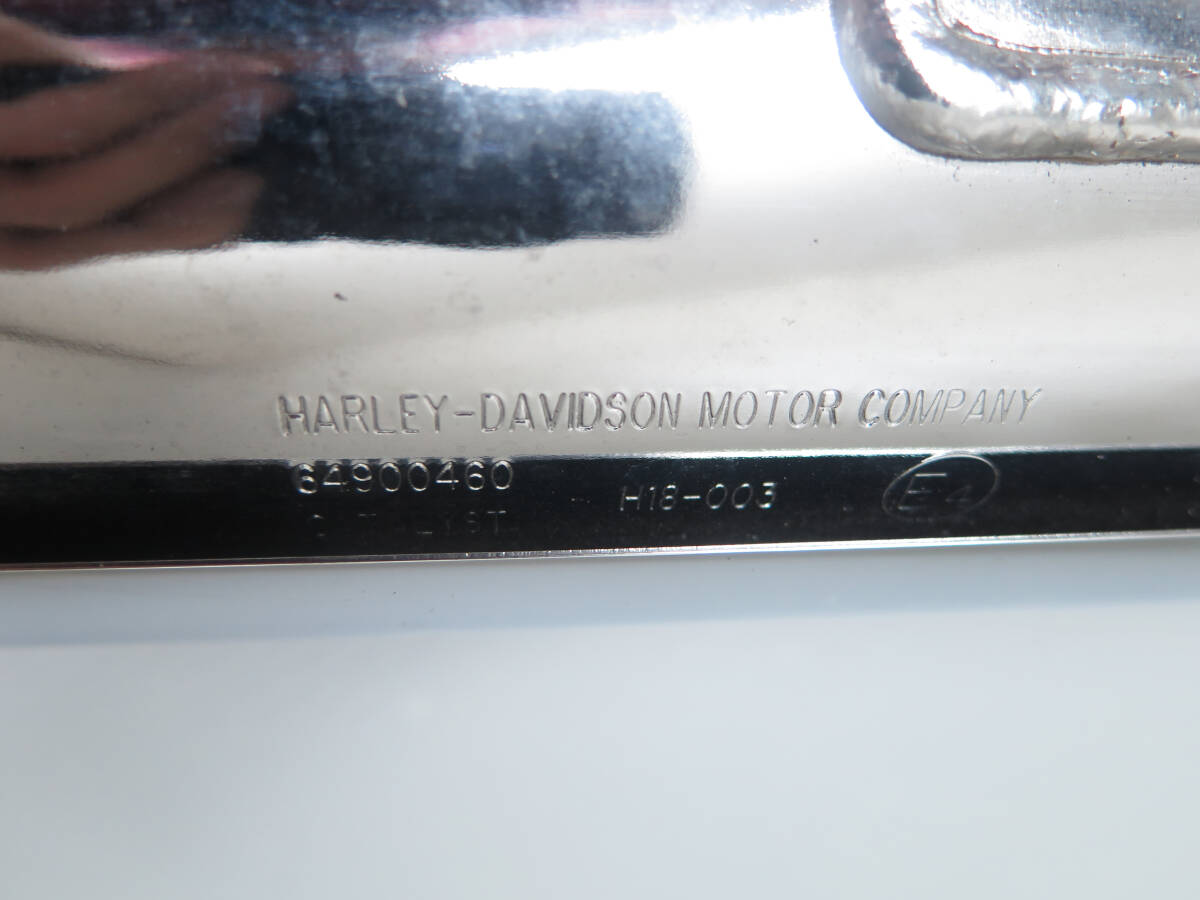 HARLEY-DAVIDSON MOTOR COMPANY
64900460 H18-003 E4